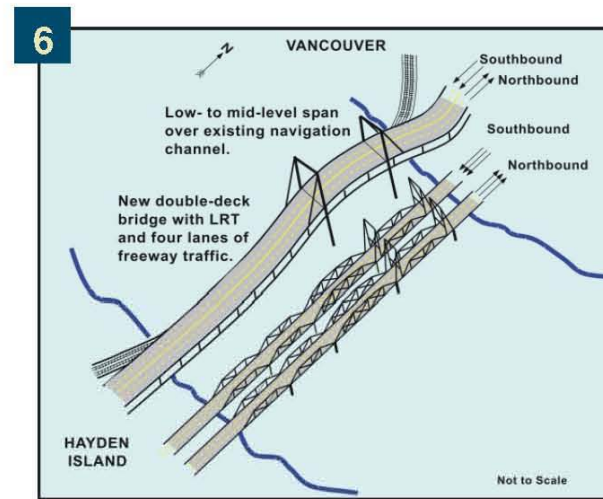 6
N
VANCOUVER
Southbound
Northbound
Low- to mid-level span
over existing navigation
channel.
Southbound
Northbound
New double-deck
bridge with LRT
and four lanes of
freeway traffic.
HAYDEN
ISLAND
Not to Scale